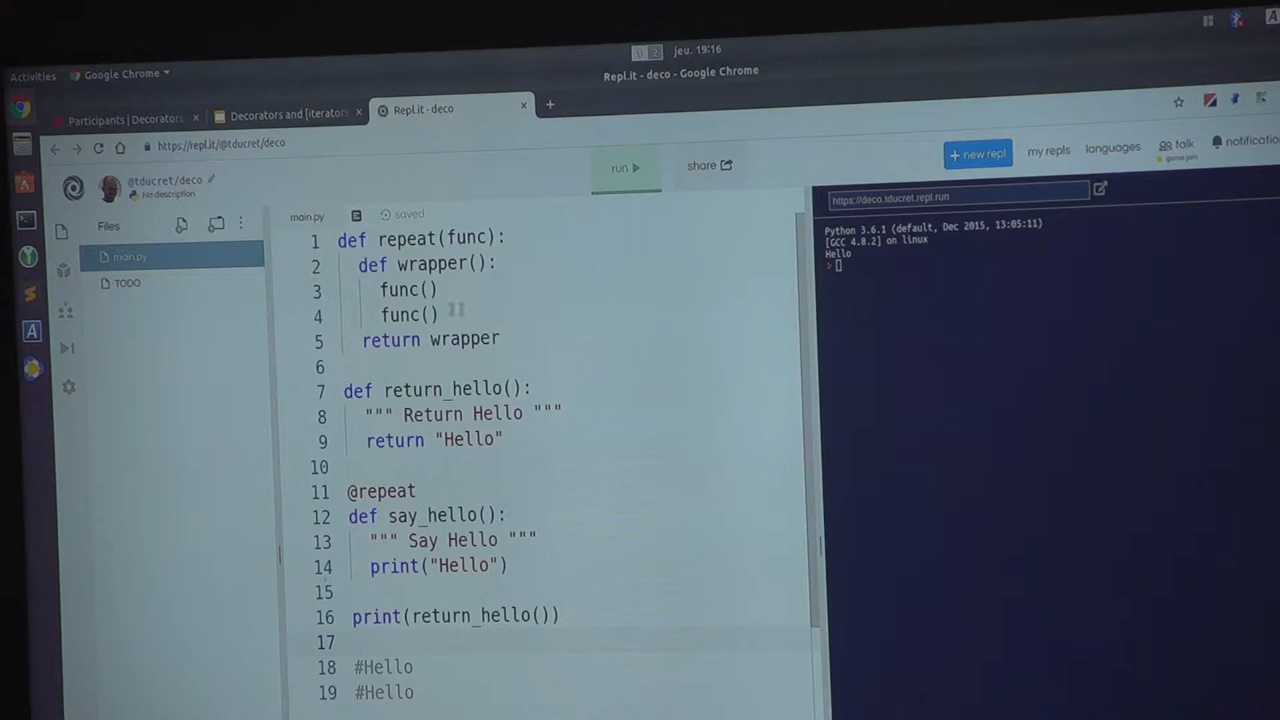 jeu. 19:16
Activities
Google Chrome
Repl.it - deco - Google Chrome
Participants | Decorators
Decorators and [iterators
Repl.it - deco
https://repl.it/@tducret/deco
@tducret/deco
No description
run
share
+ new repl
my repls
languages
talk
game jam
notificatio
Files
main.py
TODO
main.py
saved
1 def repeat(func):
2 def wrapper():
3 func()
4 func()
5 return wrapper
6
7 def return_hello():
8 """ Return Hello """
9 return "Hello"
10
11 @repeat
12 def say_hello():
13 """ Say Hello """
14 print("Hello")
15
16 print(return_hello())
17
18 #Hello
19 #Hello
https://deco.tducret.repl.run
Python 3.6.1 (default, Dec 2015, 13:05:11)
[GCC 4.8.2] on linux
Hello
>